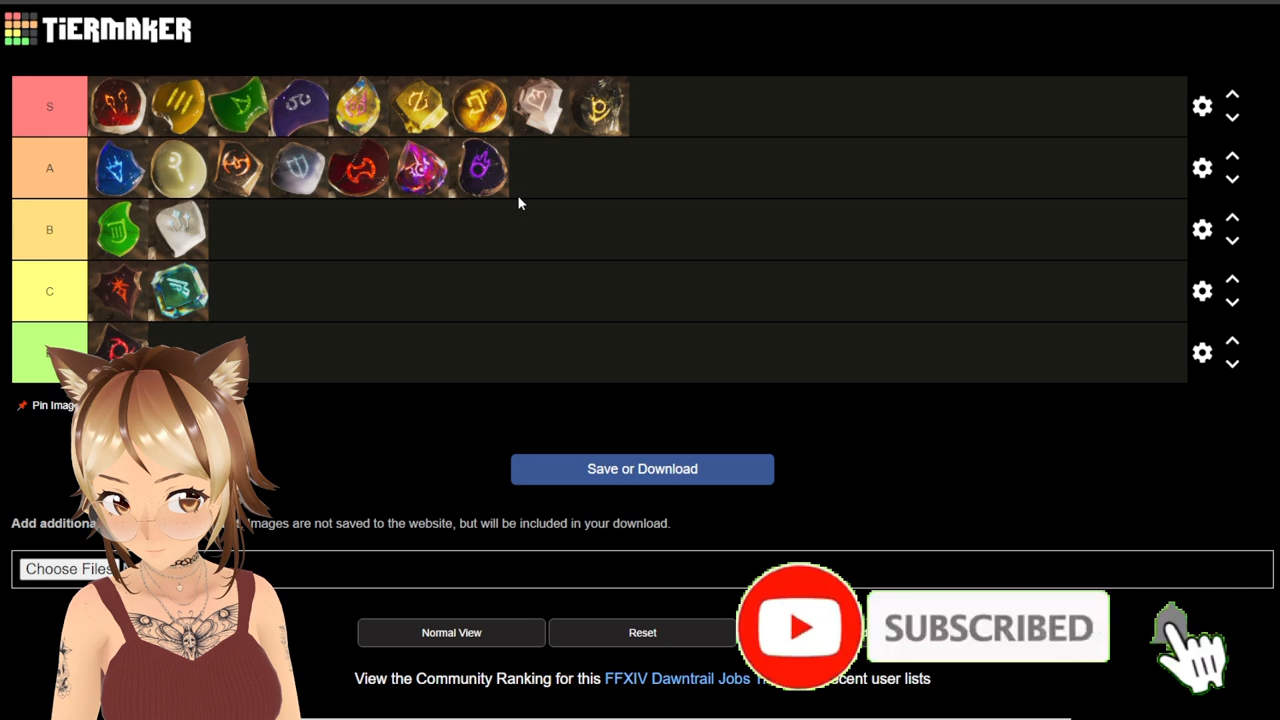 TiERMAKER
S
A
B
C
Pin Imag
Save or Download
Add additiona images are not saved to the website, but will be included in your download.
Choose Files
Normal View
Reset
SUBSCRIBED
View the Community Ranking for this FFXIV Dawntrail Jobs recent user lists